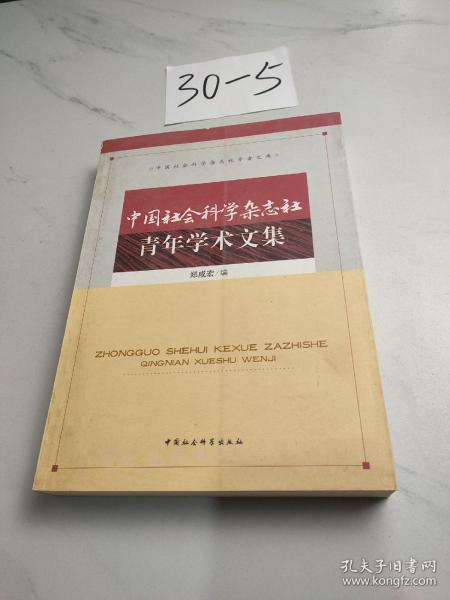 30-5
《中国社会科学杂志社学者文库》
中国社会科学杂志社
青年学术文集
郑成宏/编
ZHONGGUO SHEHUI KEXUE ZAZHISHE
QINGNIAN XUESHU WENJI
中国社会科学出版社
孔夫子旧书网
www.kongfz.com